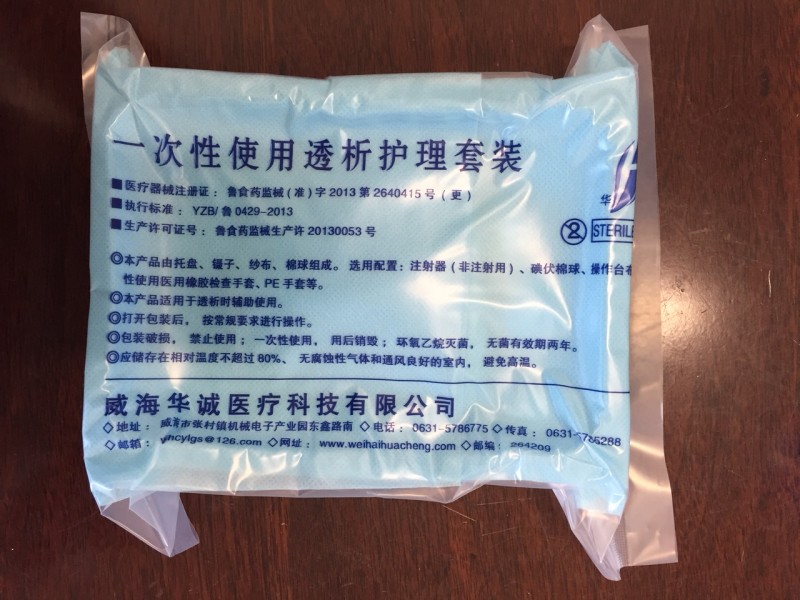 一次性使用透析护理套装
■医疗器械注册证：鲁食药监械(准)字2013第2640415号(更)
■执行标准：YZB/鲁0429-2013
■生产许可证号：鲁食药监械生产许20130053号
华
STERILE
◎本产品由托盘、镊子、纱布、棉球组成。选用配置：注射器(非注射用)、碘伏棉球、操作台布
性使用医用橡胶检查手套、PE手套等。
◎本产品适用于透析时辅助使用。
◎打开包装后，按常规要求进行操作。
◎包装破损，禁止使用；一次性使用，用后销毁；环氧乙烷灭菌，无菌有效期两年。
◎应储存在相对温度不超过80%、无腐蚀性气体和通风良好的室内，避免高温。
威海华诚医疗科技有限公司
◇地址：威海市张村镇机械电子产业园东鑫路南 ◇电话：0631-5786775 ◇传真：0631-5786288
◇邮箱：whcylgs@126.com ◇网址：www.weihaihuacheng.com ◇邮编：264209